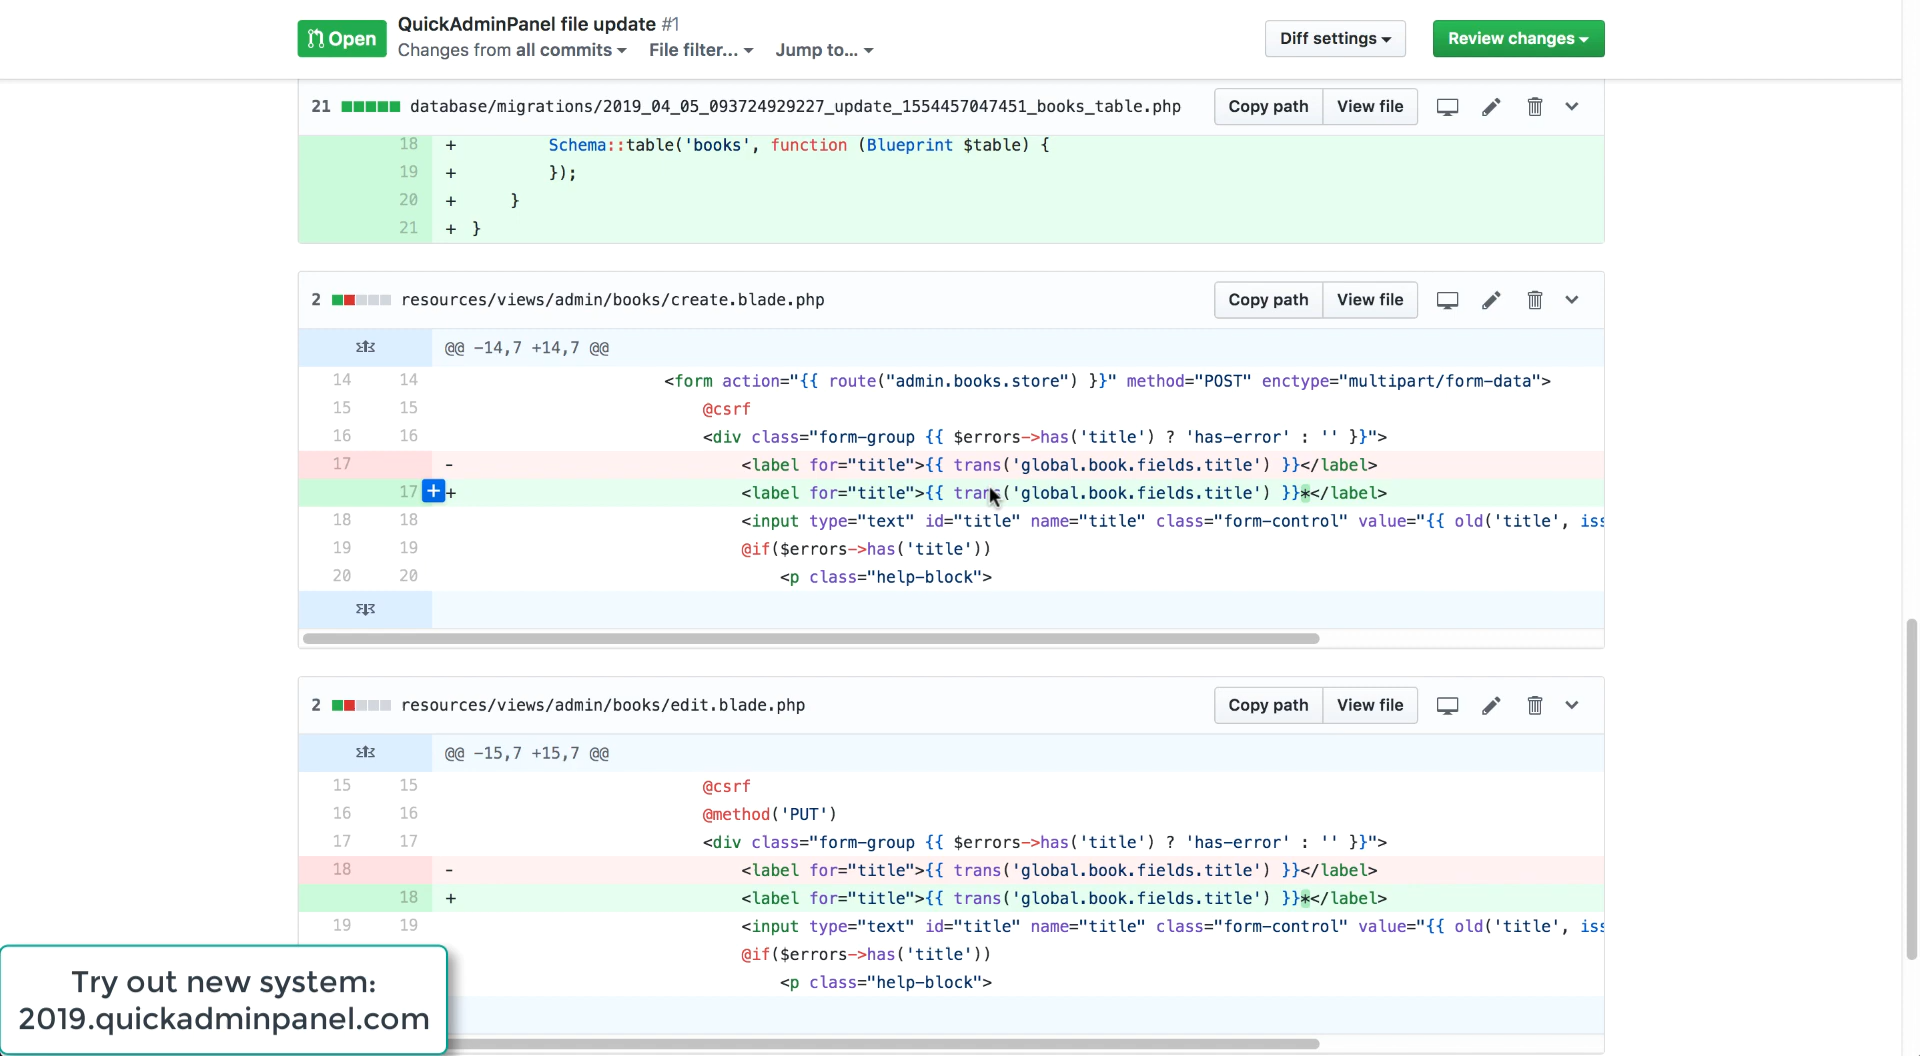 Open
QuickAdminPanel file update #1
Changes from all commits
File filter...
Jump to...
Diff settings
Review changes
21 database/migrations/2019_04_05_093724929227_update_1554457047451_books_table.php
Copy path
View file
18 + Schema::table('books', function (Blueprint $table) {
19 + });
20 + }
21 + }
2 resources/views/admin/books/create.blade.php
Copy path
View file
@@ -14,7 +14,7 @@
14 14 <form action="{{ route("admin.books.store") }}" method="POST" enctype="multipart/form-data">
15 15 @csrf
16 16 <div class="form-group {{ $errors->has('title') ? 'has-error' : '' }}">
17 - <label for="title">{{ trans('global.book.fields.title') }}</label>
17 + <label for="title">{{ trans('global.book.fields.title') }}*</label>
18 18 <input type="text" id="title" name="title" class="form-control" value="{{ old('title', iss
19 19 @if($errors->has('title'))
20 20 <p class="help-block">
2 resources/views/admin/books/edit.blade.php
Copy path
View file
@@ -15,7 +15,7 @@
15 15 @csrf
16 16 @method('PUT')
17 17 <div class="form-group {{ $errors->has('title') ? 'has-error' : '' }}">
18 - <label for="title">{{ trans('global.book.fields.title') }}</label>
18 + <label for="title">{{ trans('global.book.fields.title') }}*</label>
19 19 <input type="text" id="title" name="title" class="form-control" value="{{ old('title', iss
@if($errors->has('title'))
<p class="help-block">
Try out new system:
2019.quickadminpanel.com